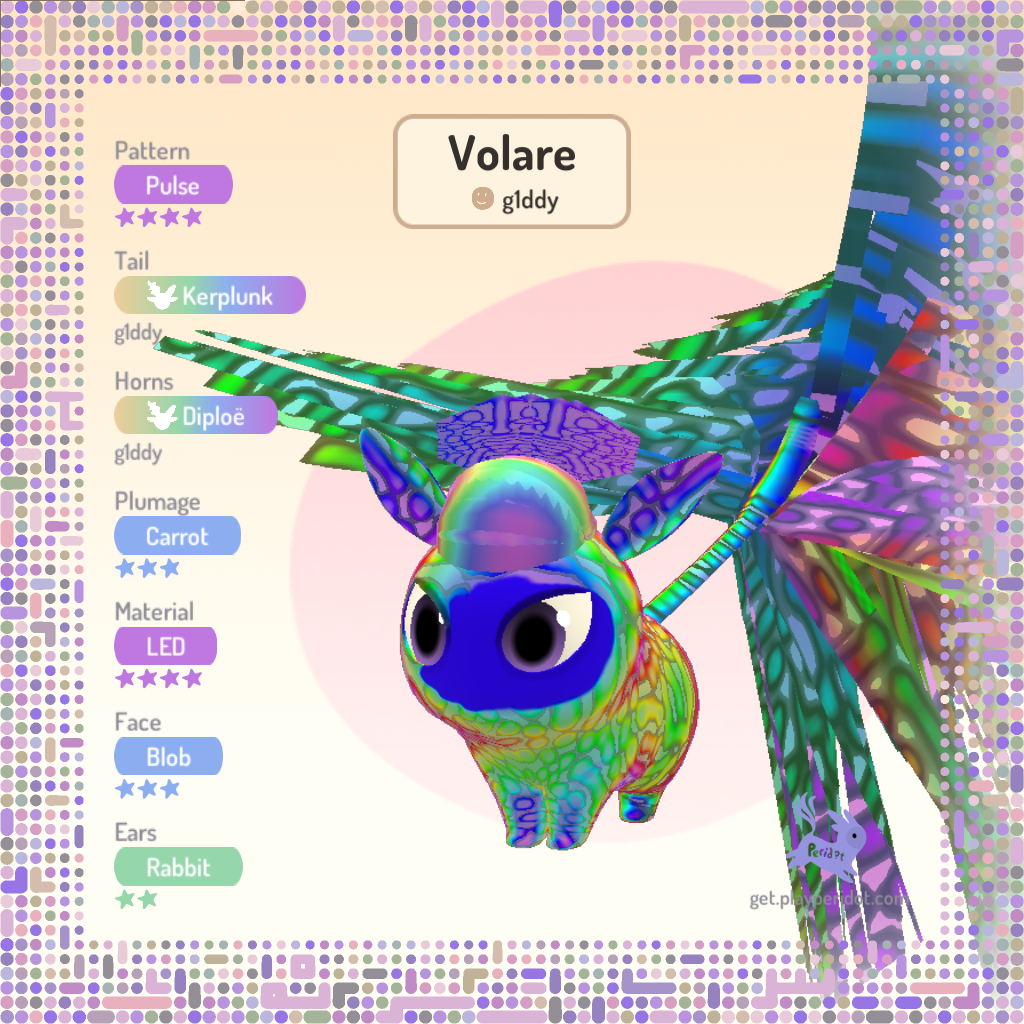 Volare
g1ddy
Pattern
Pulse
Tail
Kerplunk
g1ddy
Horns
Diploë
g1ddy
Plumage
Carrot
Material
LED
Face
Blob
Ears
Rabbit
Peridot
get.playperidot.com